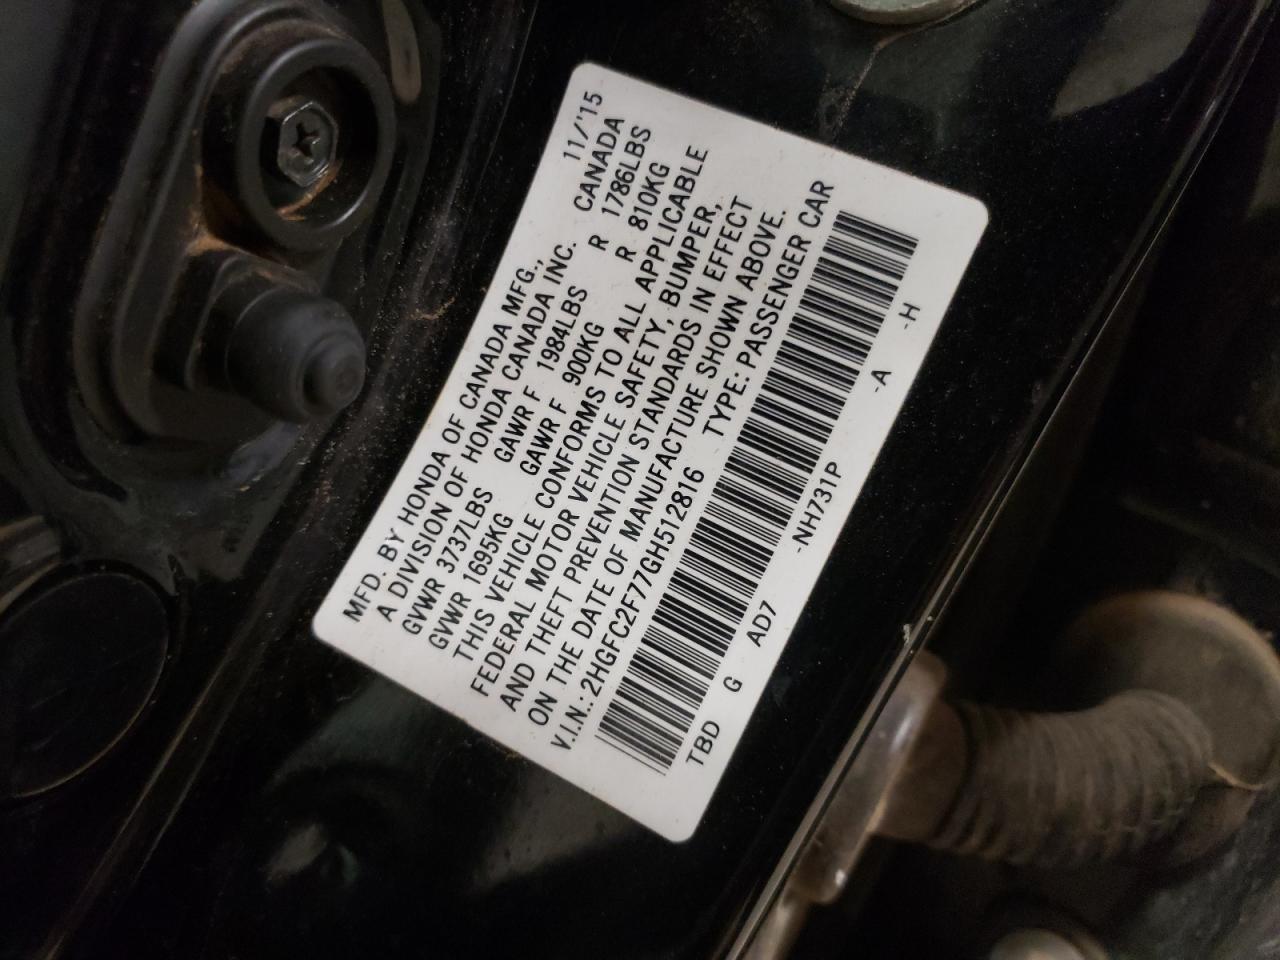 MFD. BY HONDA OF CANADA MFG., 11/'15
A DIVISION OF HONDA CANADA INC. CANADA
GVWR 3737LBS GAWR F 1984LBS R 1786LBS
GVWR 1695KG GAWR F 900KG R 810KG
THIS VEHICLE CONFORMS TO ALL APPLICABLE
FEDERAL MOTOR VEHICLE SAFETY, BUMPER,
AND THEFT PREVENTION STANDARDS IN EFFECT
ON THE DATE OF MANUFACTURE SHOWN ABOVE.
V.I.N.: 2HGFC2F77GH512816 TYPE: PASSENGER CAR
TBD G AD7 -NH731P -A -H